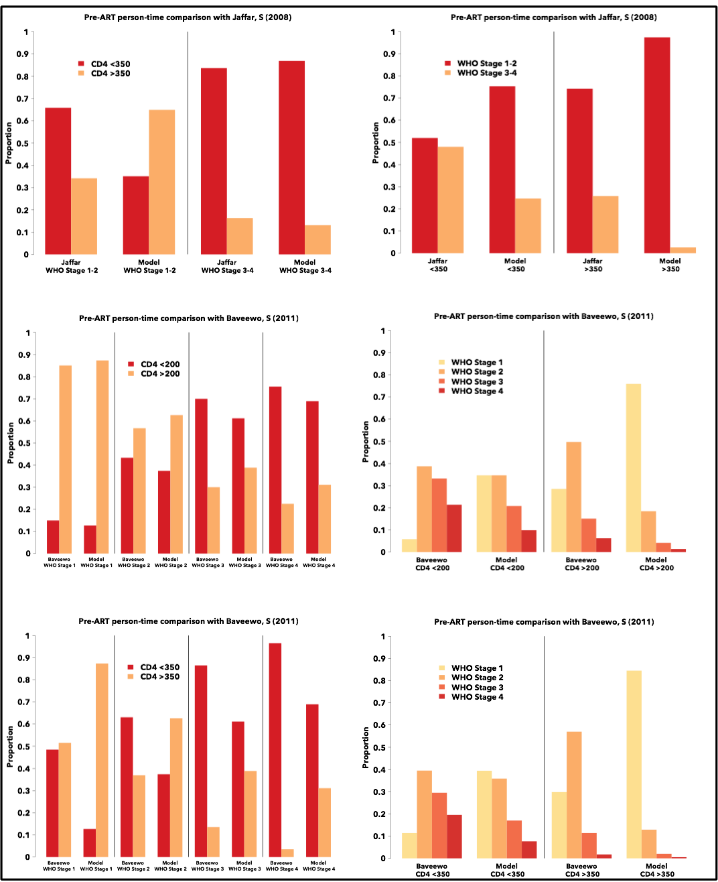 Pre-ART person-time comparison with Jaffar, S (2008)
CD4 <350
CD4 >350
Proportion
1
0.9
0.8
0.7
0.6
0.5
0.4
0.3
0.2
0.1
0
Jaffar
WHO Stage 1-2
Model
WHO Stage 1-2
Jaffar
WHO Stage 3-4
Model
WHO Stage 3-4
Pre-ART person-time comparison with Jaffar, S (2008)
WHO Stage 1-2
WHO Stage 3-4
Proportion
1
0.9
0.8
0.7
0.6
0.5
0.4
0.3
0.2
0.1
0
Jaffar
<350
Model
<350
Jaffar
>350
Model
>350
Pre-ART person-time comparison with Baveewo, S (2011)
CD4 <200
CD4 >200
Proportion
1
0.9
0.8
0.7
0.6
0.5
0.4
0.3
0.2
0.1
0
Baveewo
WHO Stage 1
Model
WHO Stage 1
Baveewo
WHO Stage 2
Model
WHO Stage 2
Baveewo
WHO Stage 3
Model
WHO Stage 3
Baveewo
WHO Stage 4
Model
WHO Stage 4
Pre-ART person-time comparison with Baveewo, S (2011)
WHO Stage 1
WHO Stage 2
WHO Stage 3
WHO Stage 4
Proportion
1
0.9
0.8
0.7
0.6
0.5
0.4
0.3
0.2
0.1
0
Baveewo
CD4 <200
Model
CD4 <200
Baveewo
CD4 >200
Model
CD4 >200
Pre-ART person-time comparison with Baveewo, S (2011)
CD4 <350
CD4 >350
Proportion
1
0.9
0.8
0.7
0.6
0.5
0.4
0.3
0.2
0.1
0
Baveewo
WHO Stage 1
Model
WHO Stage 1
Baveewo
WHO Stage 2
Model
WHO Stage 2
Baveewo
WHO Stage 3
Model
WHO Stage 3
Baveewo
WHO Stage 4
Model
WHO Stage 4
Pre-ART person-time comparison with Baveewo, S (2011)
WHO Stage 1
WHO Stage 2
WHO Stage 3
WHO Stage 4
Proportion
1
0.9
0.8
0.7
0.6
0.5
0.4
0.3
0.2
0.1
0
Baveewo
CD4 <350
Model
CD4 <350
Baveewo
CD4 >350
Model
CD4 >350